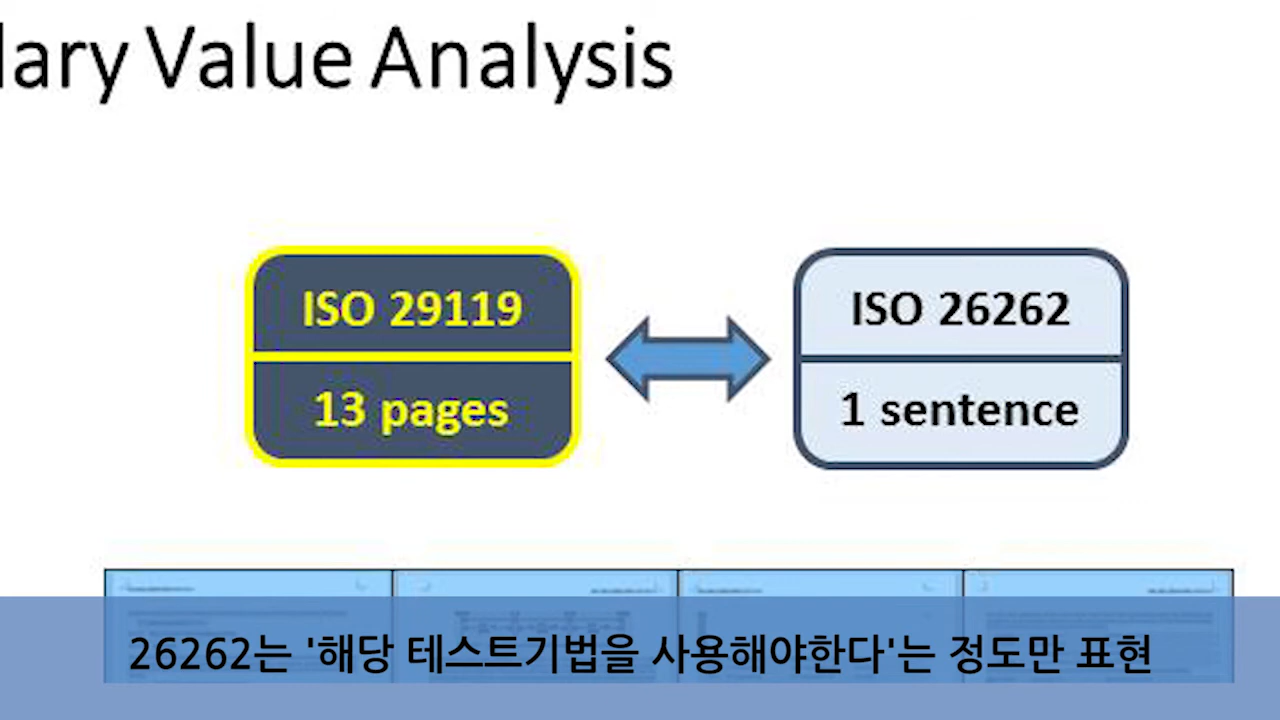 lary Value Analysis
ISO 29119
13 pages
ISO 26262
1 sentence
26262는 '해당 테스트기법을 사용해야한다'는 정도만 표현